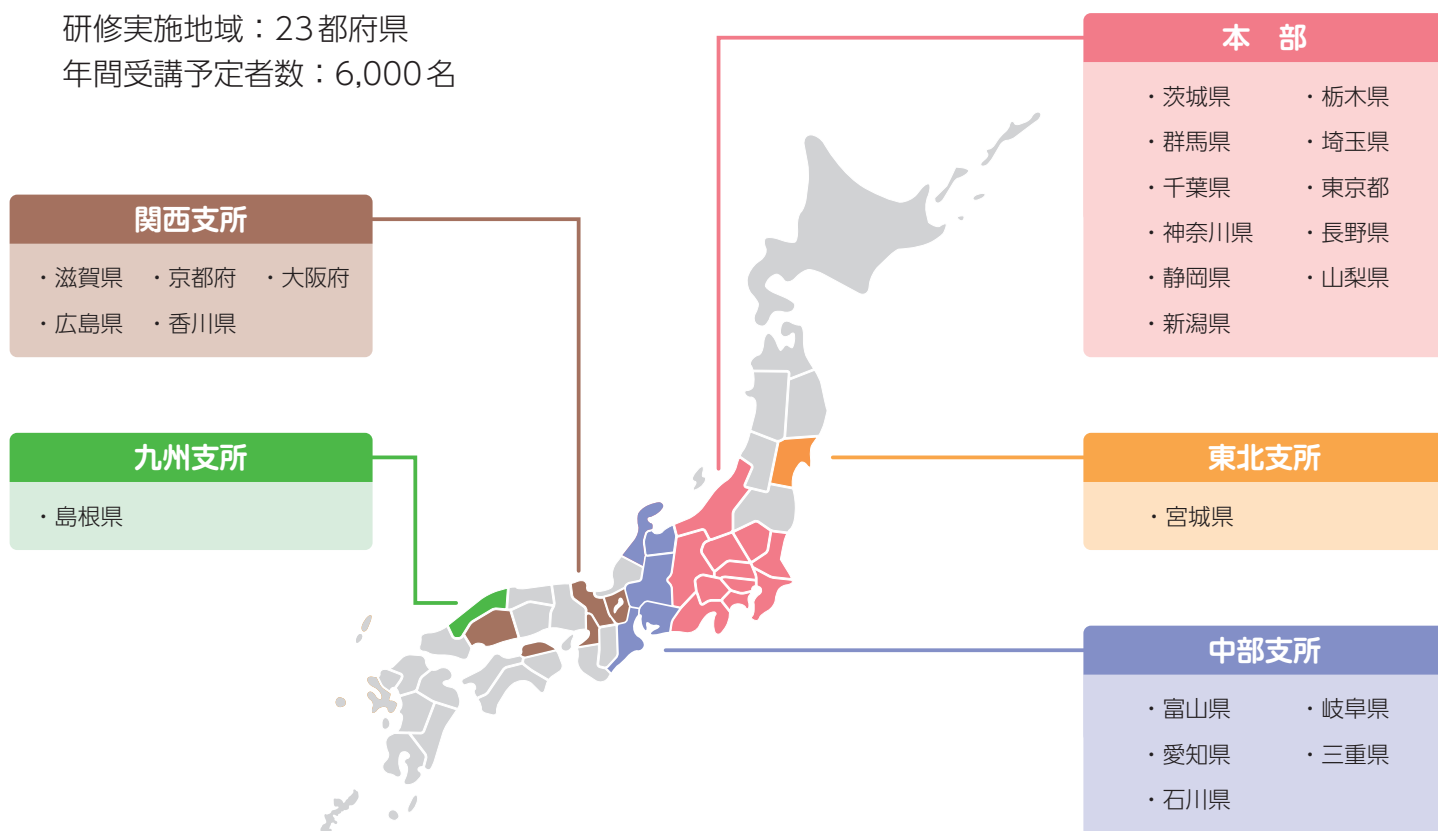 研修実施地域：23都府県
年間受講予定者数：6,000名
本　部
・茨城県　・栃木県
・群馬県　・埼玉県
・千葉県　・東京都
・神奈川県　・長野県
・静岡県　・山梨県
・新潟県
関西支所
・滋賀県　・京都府　・大阪府
・広島県　・香川県
九州支所
・島根県
東北支所
・宮城県
中部支所
・富山県　・岐阜県
・愛知県　・三重県
・石川県